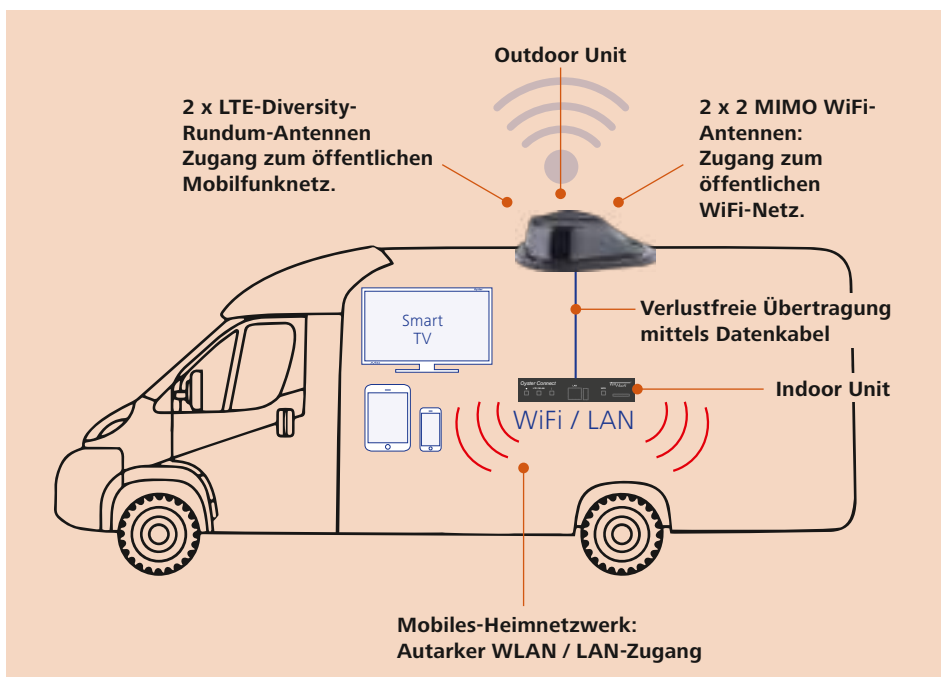 Outdoor Unit
2 x LTE-Diversity-
Rundum-Antennen
Zugang zum öffentlichen
Mobilfunknetz.
2 x 2 MIMO WiFi-
Antennen:
Zugang zum
öffentlichen
WiFi-Netz.
Smart
TV
Verlustfreie Übertragung
mittels Datenkabel
Oyster Connect
Indoor Unit
WiFi / LAN
Mobiles-Heimnetzwerk:
Autarker WLAN / LAN-Zugang